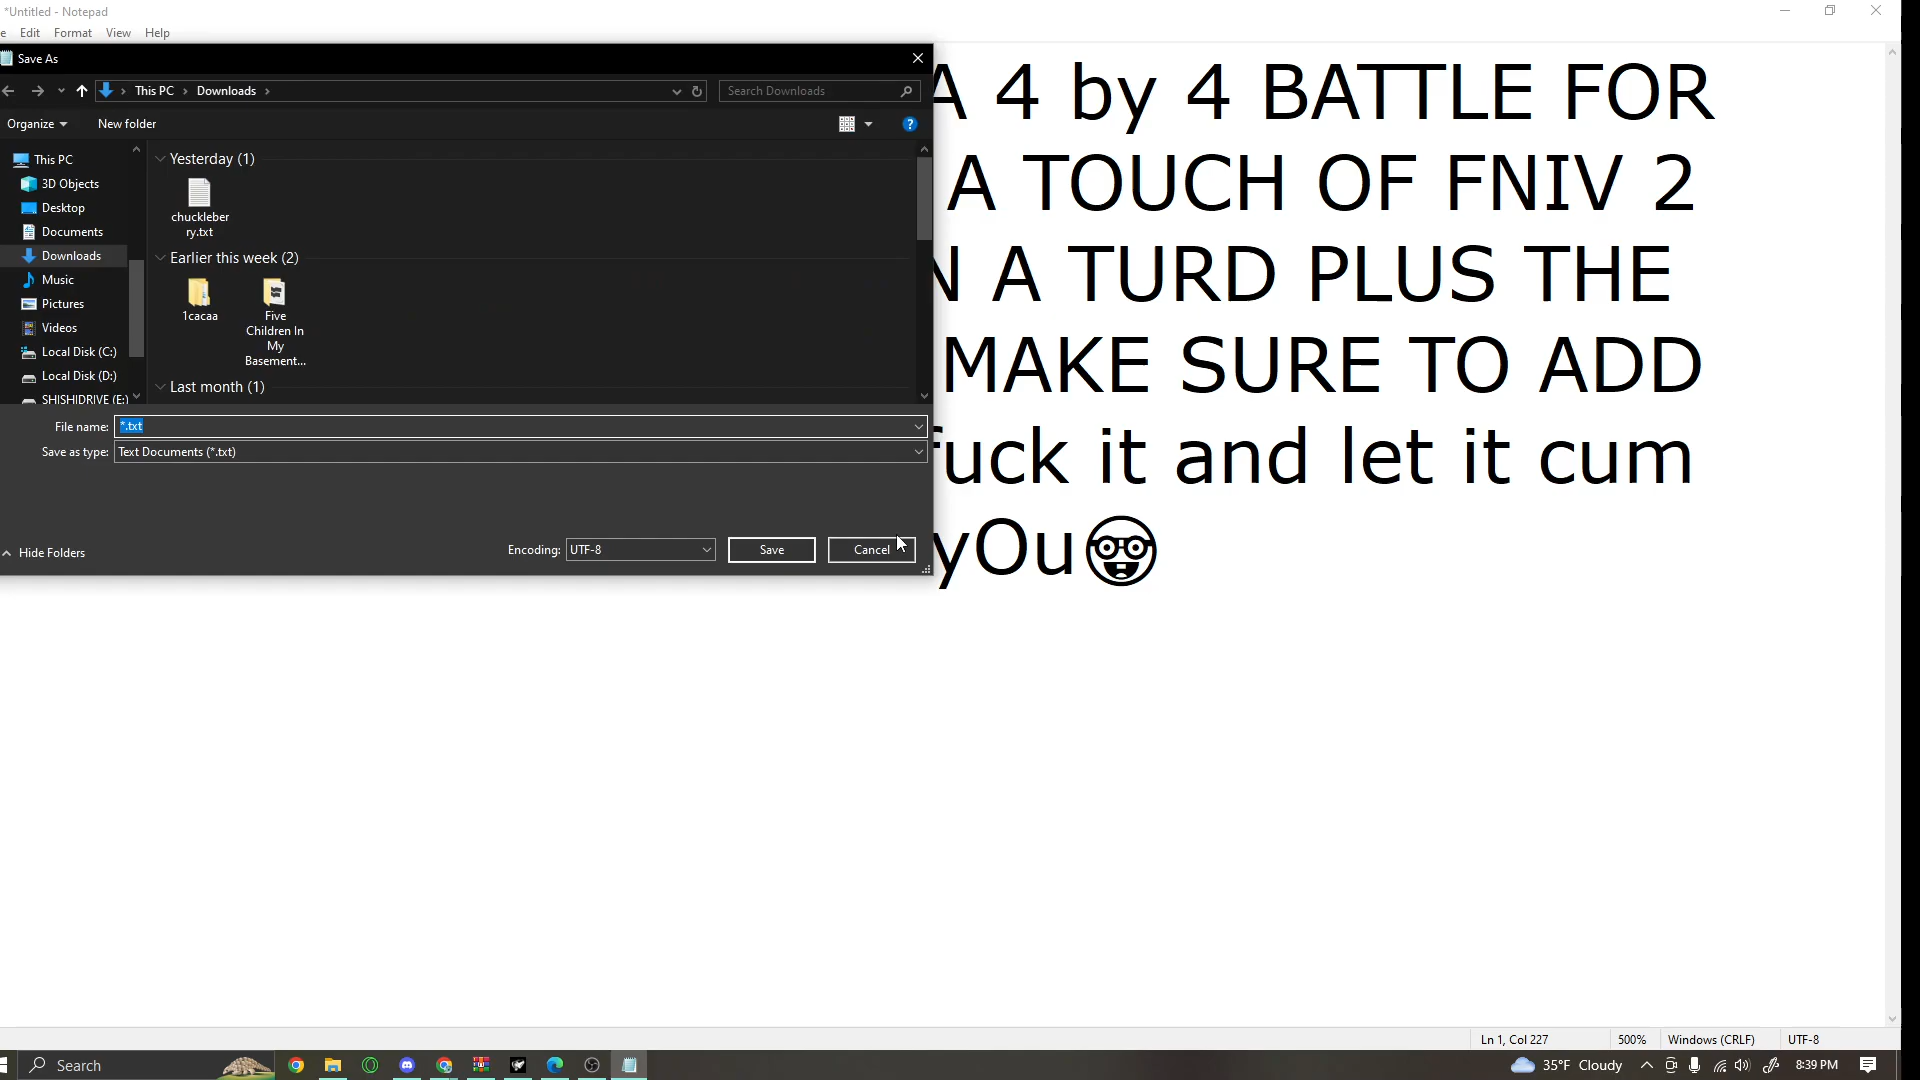 *Untitled - Notepad
e Edit Format View Help
Save As
This PC Downloads
Search Downloads
Organize New folder
This PC
3D Objects
Desktop
Documents
Downloads
Music
Pictures
Videos
Local Disk (C:)
Local Disk (D:)
SHISHIDRIVE (E:)
Yesterday (1)
chuckleber
ry.txt
Earlier this week (2)
1cacaa
Five
Children In
My
Basement...
Last month (1)
File name: *.txt
Save as type: Text Documents (*.txt)
Hide Folders
Encoding: UTF-8 Save Cancel
A 4 by 4 BATTLE FOR
A TOUCH OF FNIV 2
N A TURD PLUS THE
MAKE SURE TO ADD
fuck it and let it cum
yOu🤓
Ln 1, Col 227 500% Windows (CRLF) UTF-8
Search
35°F Cloudy 8:39 PM